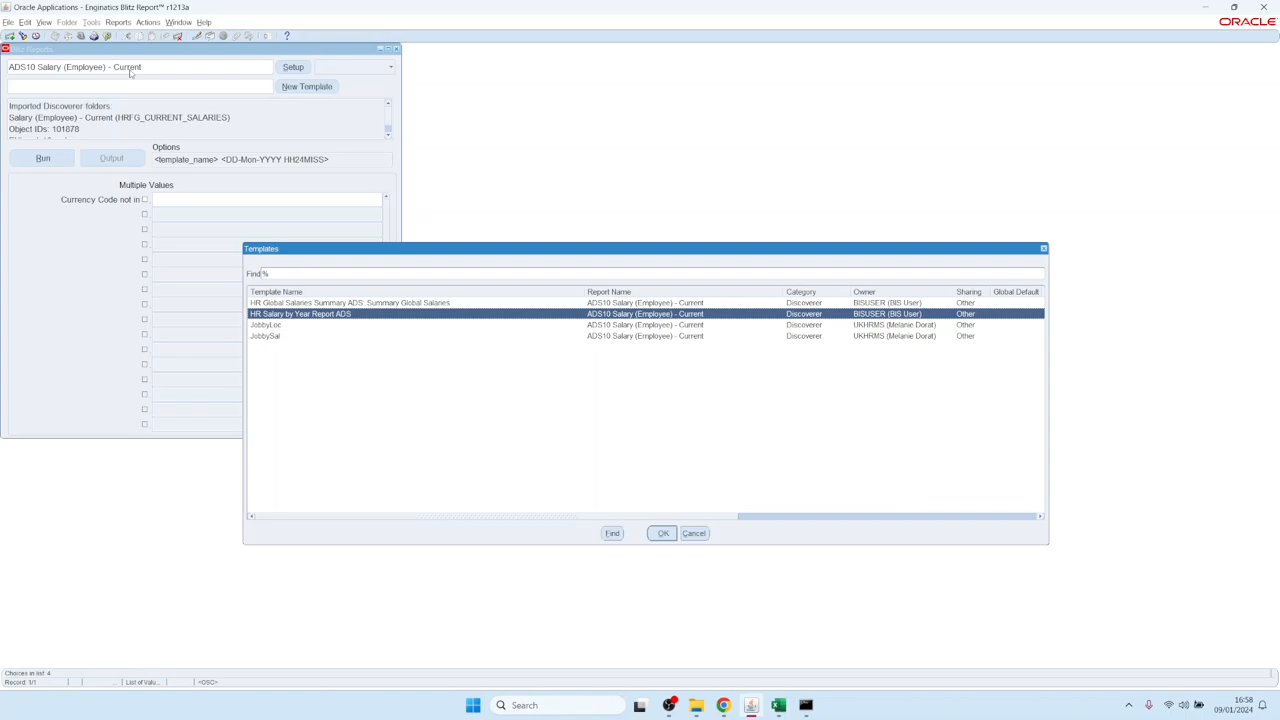 Oracle Applications - Enginatics Blitz Report™ r1213a
File Edit View Folder Tools Reports Actions Window Help
ORACLE
Blitz Reports
ADS10 Salary (Employee) - Current
Setup
New Template
Imported Discoverer folders:
Salary (Employee) - Current (HRFG_CURRENT_SALARIES)
Object IDs: 101878
Options
Run
Output
<template_name> <DD-Mon-YYYY HH24MISS>
Multiple Values
Currency Code not in
Templates
Find %
Template Name Report Name Category Owner Sharing Global Default
HR Global Salaries Summary ADS: Summary Global Salaries ADS10 Salary (Employee) - Current Discoverer BISUSER (BIS User) Other
HR Salary by Year Report ADS ADS10 Salary (Employee) - Current Discoverer BISUSER (BIS User) Other
JobbyLoc ADS10 Salary (Employee) - Current Discoverer UKHRMS (Melanie Dorat) Other
JobbySal ADS10 Salary (Employee) - Current Discoverer UKHRMS (Melanie Dorat) Other
Find OK Cancel
Choices in list: 4
Record: 1/1 ... List of Valu... <OSC>
Search
16:58
09/01/2024